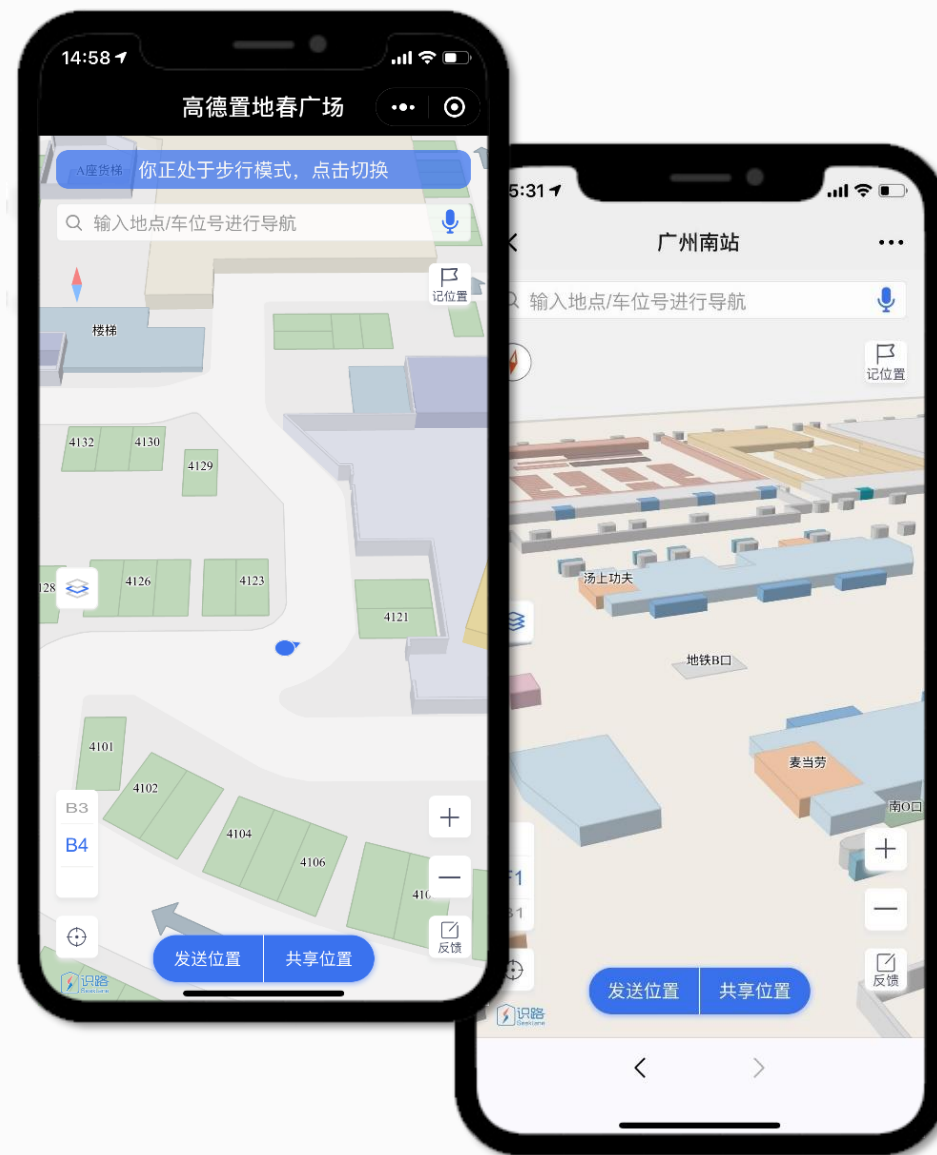 14:58
高德置地春广场
A座货梯
你正处于步行模式，点击切换
输入地点/车位号进行导航
记位置
楼梯
4132
4130
4129
128
4126
4123
4121
4101
4102
4104
4106
410
B3
B4
反馈
发送位置
共享位置
识路
5:31
广州南站
输入地点/车位号进行导航
记位置
汤上功夫
地铁B口
麦当劳
南O口
F1
31
反馈
发送位置
共享位置
识路